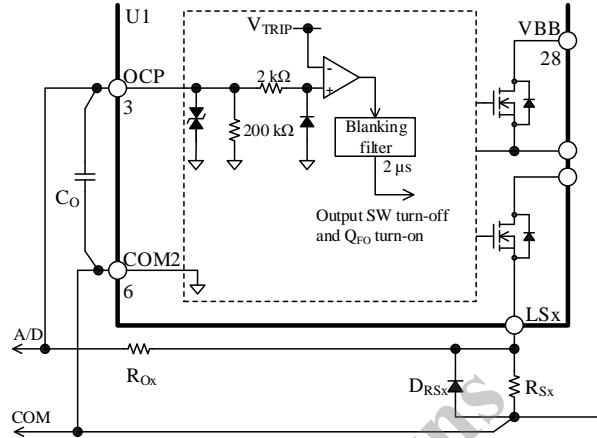 U1
VTRIP
VBB
28
OCP
3
2 kΩ
-
+
200 kΩ
Blanking
filter
2 µs
CO
Output SW turn-off
and QFO turn-on
COM2
6
LSx
A/D
ROx
DRSx
RSx
COM